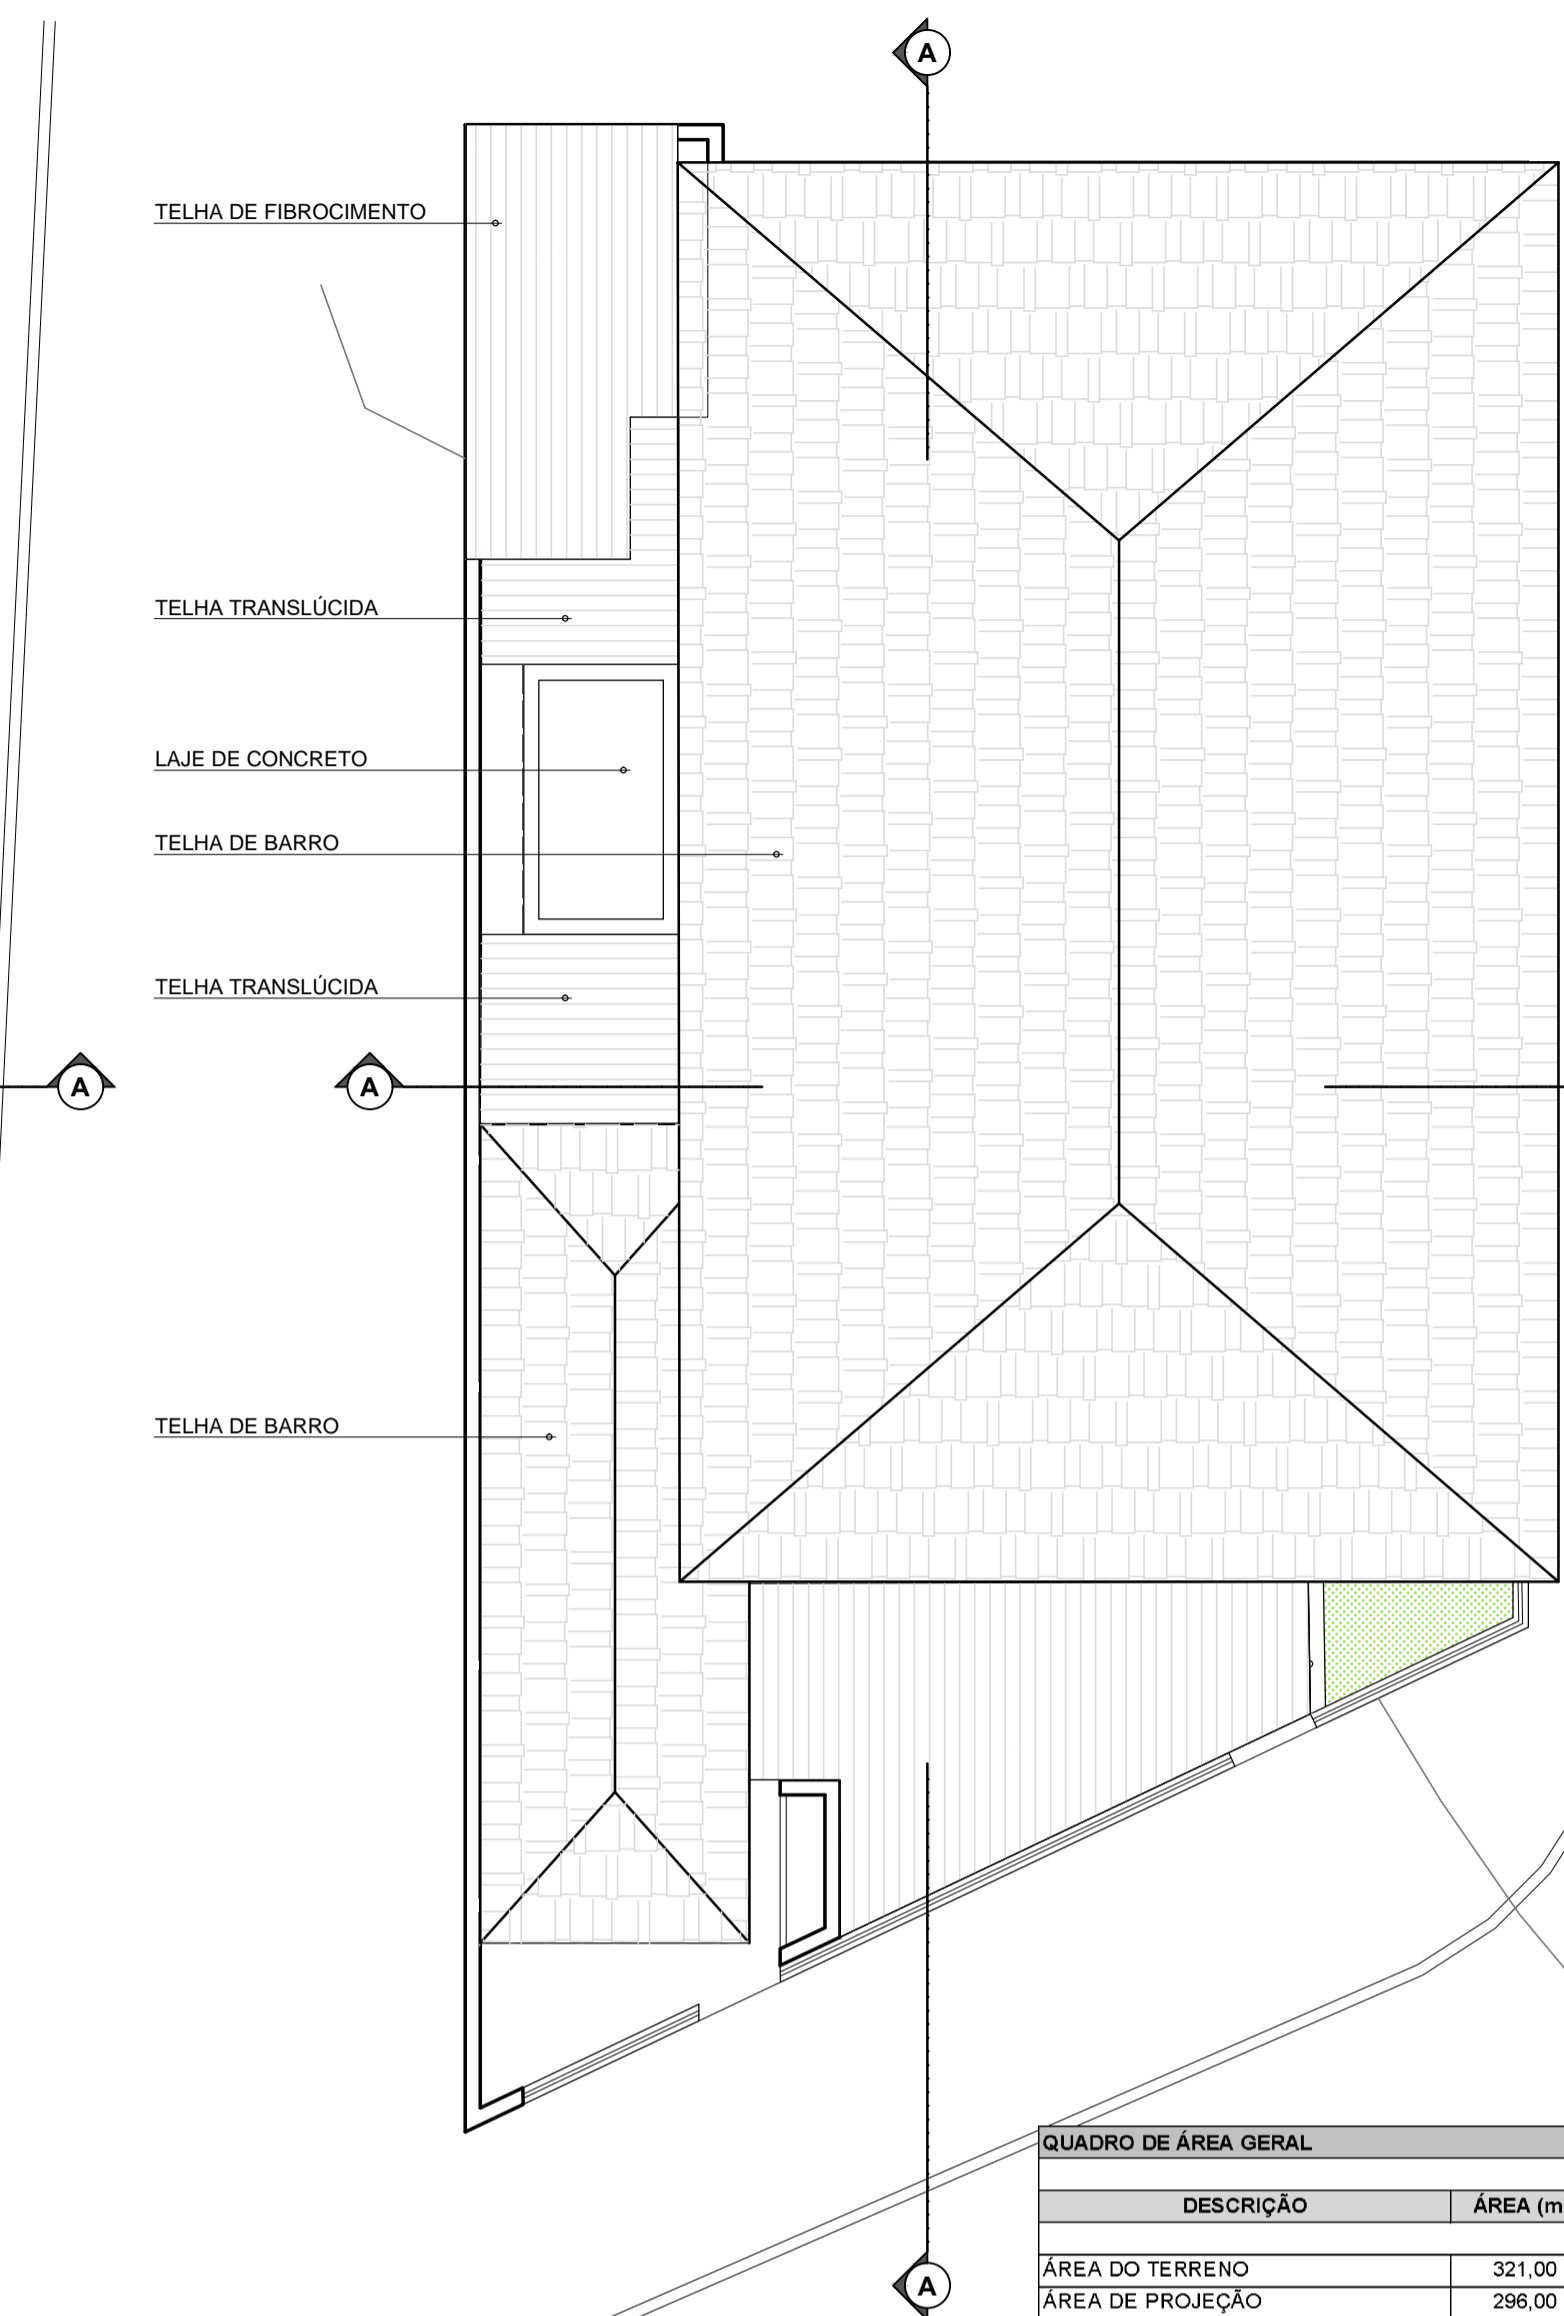 A
TELHA DE FIBROCIMENTO
TELHA TRANSLÚCIDA
LAJE DE CONCRETO
TELHA DE BARRO
TELHA TRANSLÚCIDA
A A
TELHA DE BARRO
QUADRO DE ÁREA GERAL
DESCRIÇÃO ÁREA (m
ÁREA DO TERRENO 321,00
A
ÁREA DE PROJEÇÃO 296,00